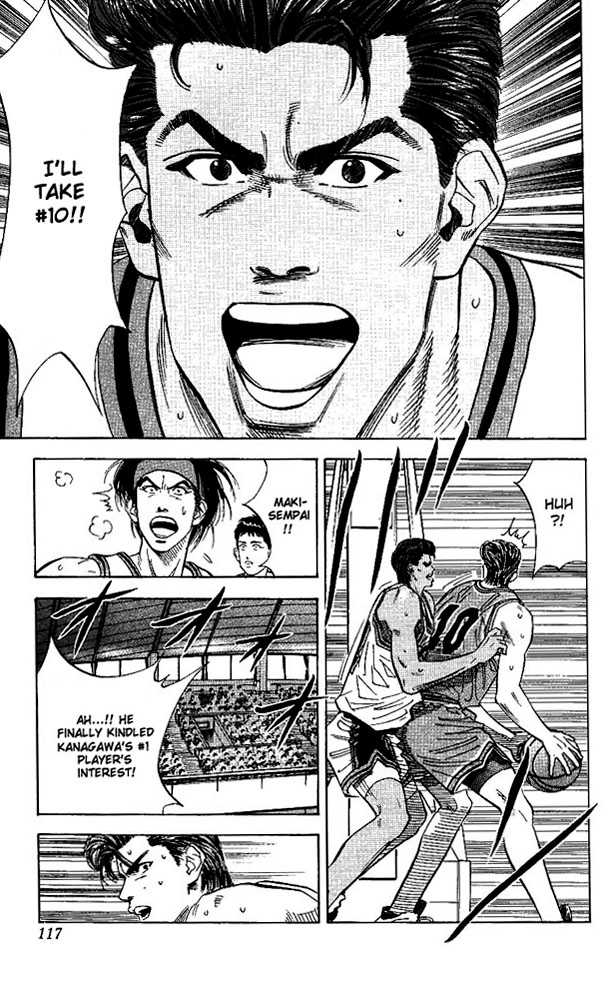 I'LL
TAKE
#10!!
HUH
?!
10
MAKI-
SEMPAI
!!
AH...!! HE
FINALLY KINDLED
KANAGAWA'S #1
PLAYER'S
INTEREST!
117